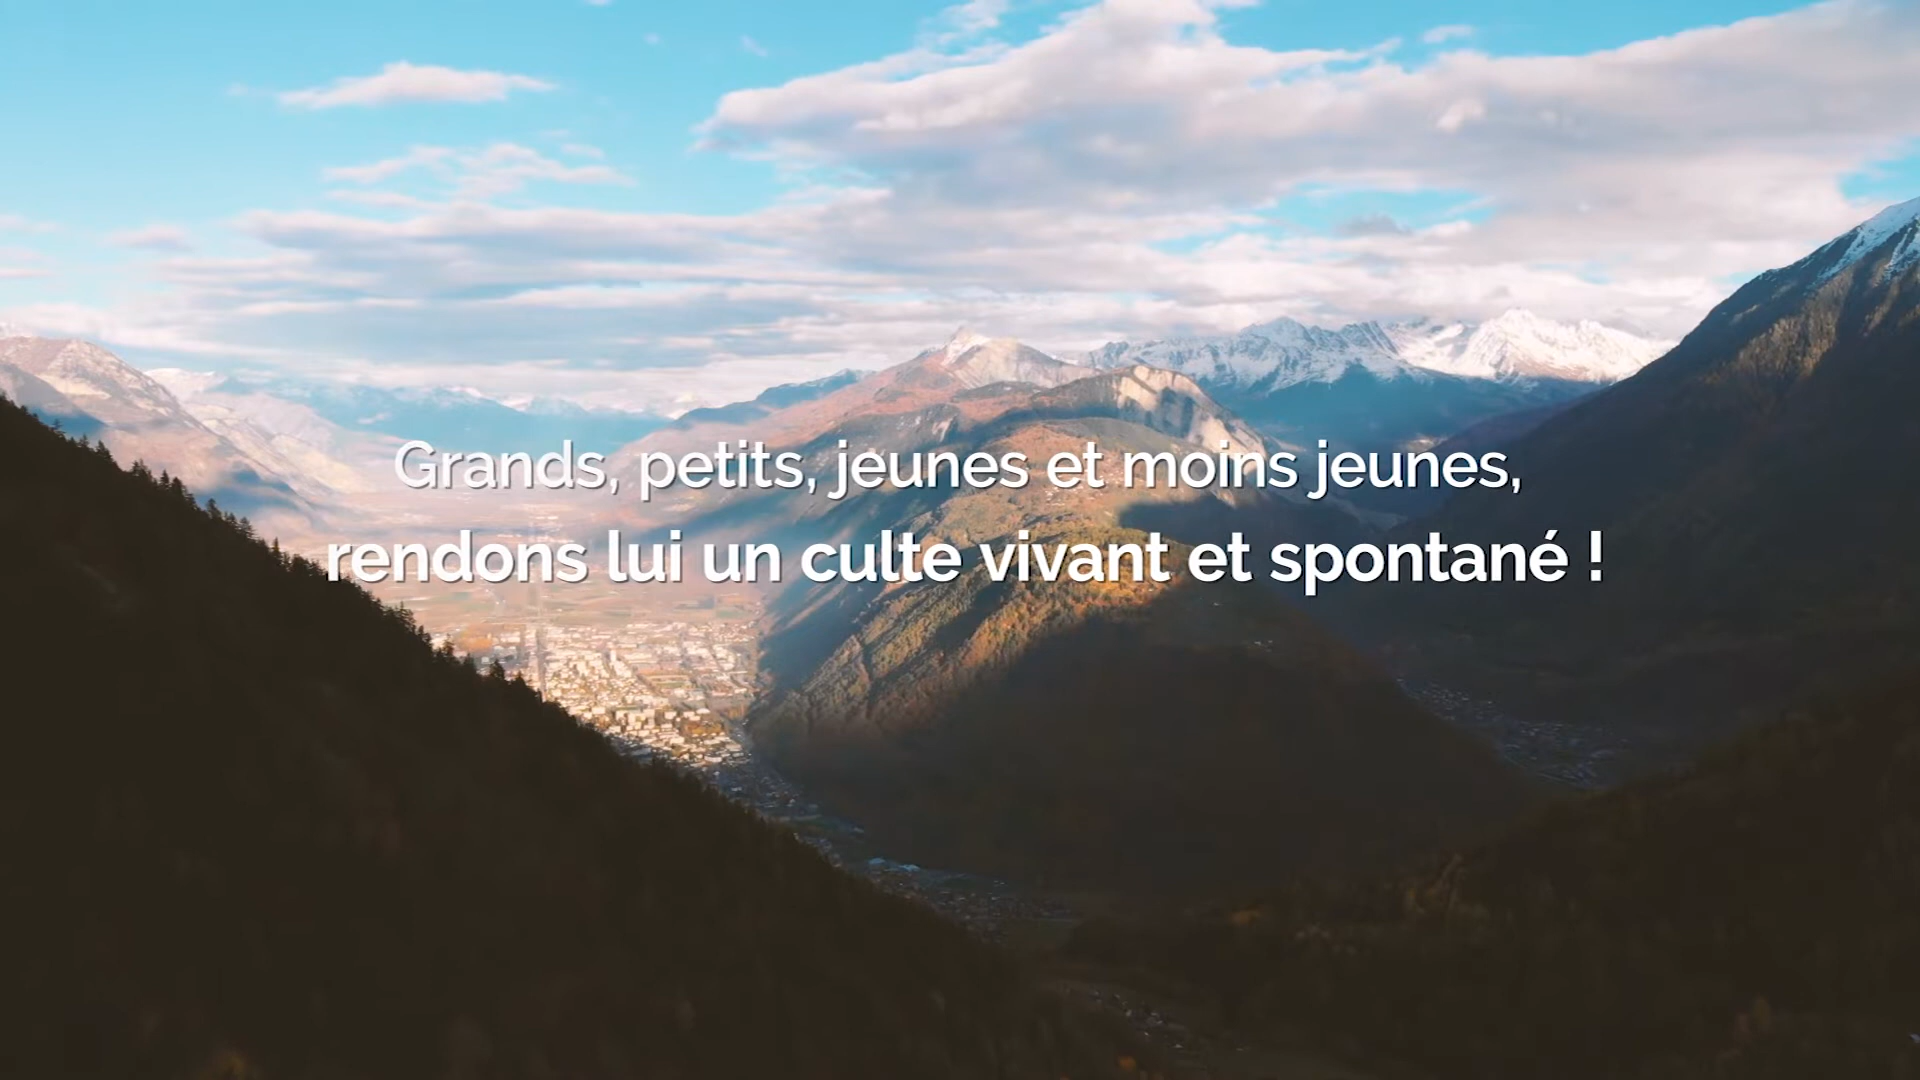 Grands, petits, jeunes et moins jeunes,
rendons lui un culte vivant et spontané !